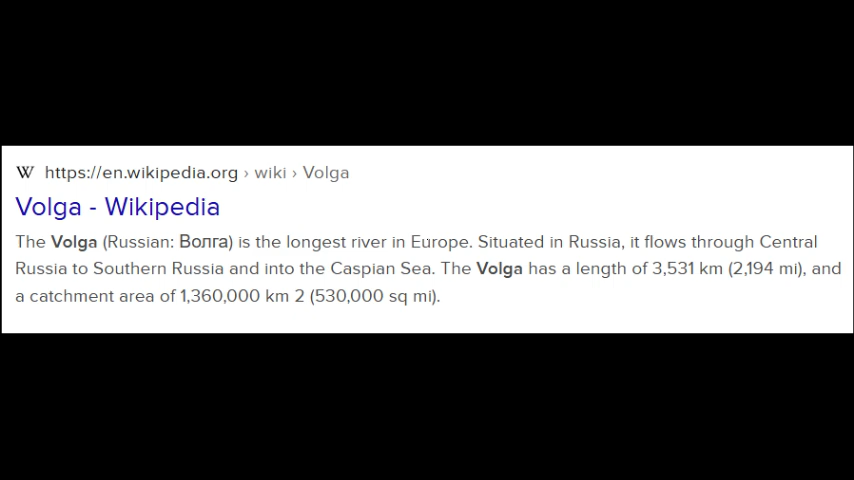 W https://en.wikipedia.org › wiki › Volga
Volga - Wikipedia
The Volga (Russian: Волга) is the longest river in Europe. Situated in Russia, it flows through Central
Russia to Southern Russia and into the Caspian Sea. The Volga has a length of 3,531 km (2,194 mi), and
a catchment area of 1,360,000 km 2 (530,000 sq mi).